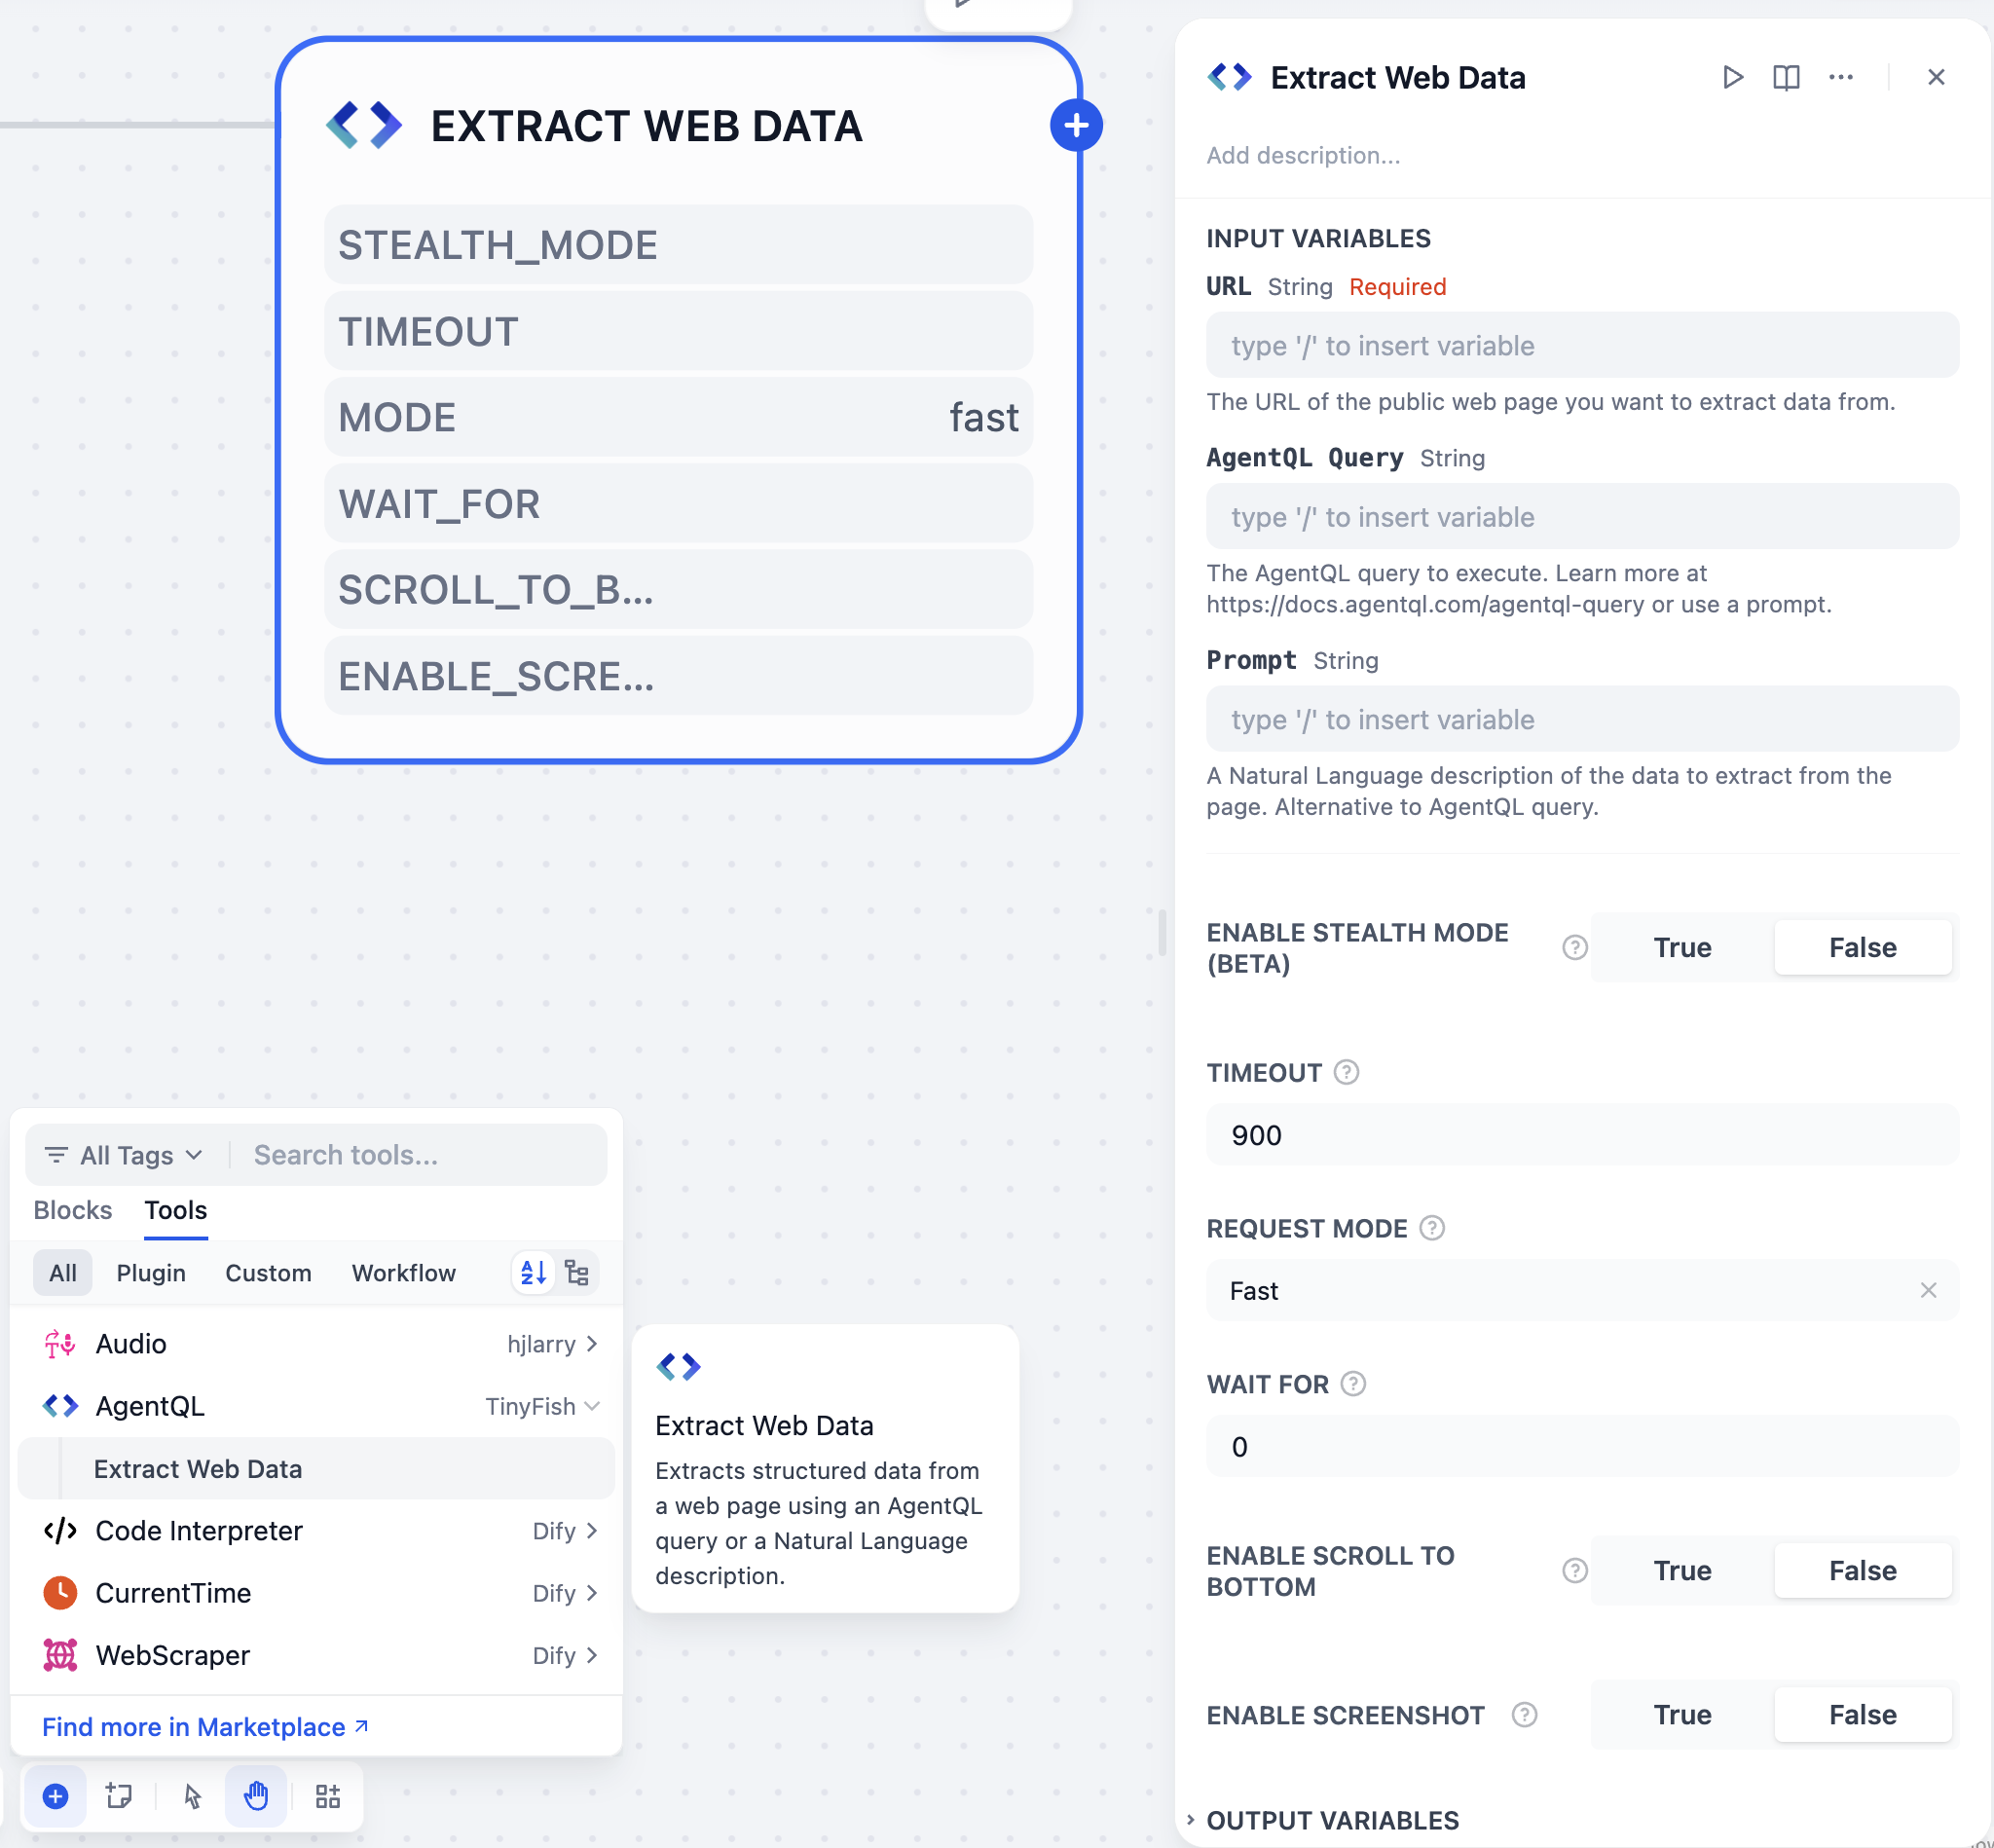 EXTRACT WEB DATA
STEALTH_MODE
TIMEOUT
MODE fast
WAIT_FOR
SCROLL_TO_B...
ENABLE_SCRE...
All Tags Search tools...
Blocks Tools
All Plugin Custom Workflow
Audio hjlarry
AgentQL TinyFish
Extract Web Data
Code Interpreter Dify
CurrentTime Dify
WebScraper Dify
Find more in Marketplace
Extract Web Data
Extracts structured data from
a web page using an AgentQL
query or a Natural Language
description.
Extract Web Data
Add description...
INPUT VARIABLES
URL String Required
type '/' to insert variable
The URL of the public web page you want to extract data from.
AgentQL Query String
type '/' to insert variable
The AgentQL query to execute. Learn more at
https://docs.agentql.com/agentql-query or use a prompt.
Prompt String
type '/' to insert variable
A Natural Language description of the data to extract from the
page. Alternative to AgentQL query.
ENABLE STEALTH MODE
(BETA)
True False
TIMEOUT
900
REQUEST MODE
Fast
WAIT FOR
0
ENABLE SCROLL TO
BOTTOM
True False
ENABLE SCREENSHOT True False
OUTPUT VARIABLES